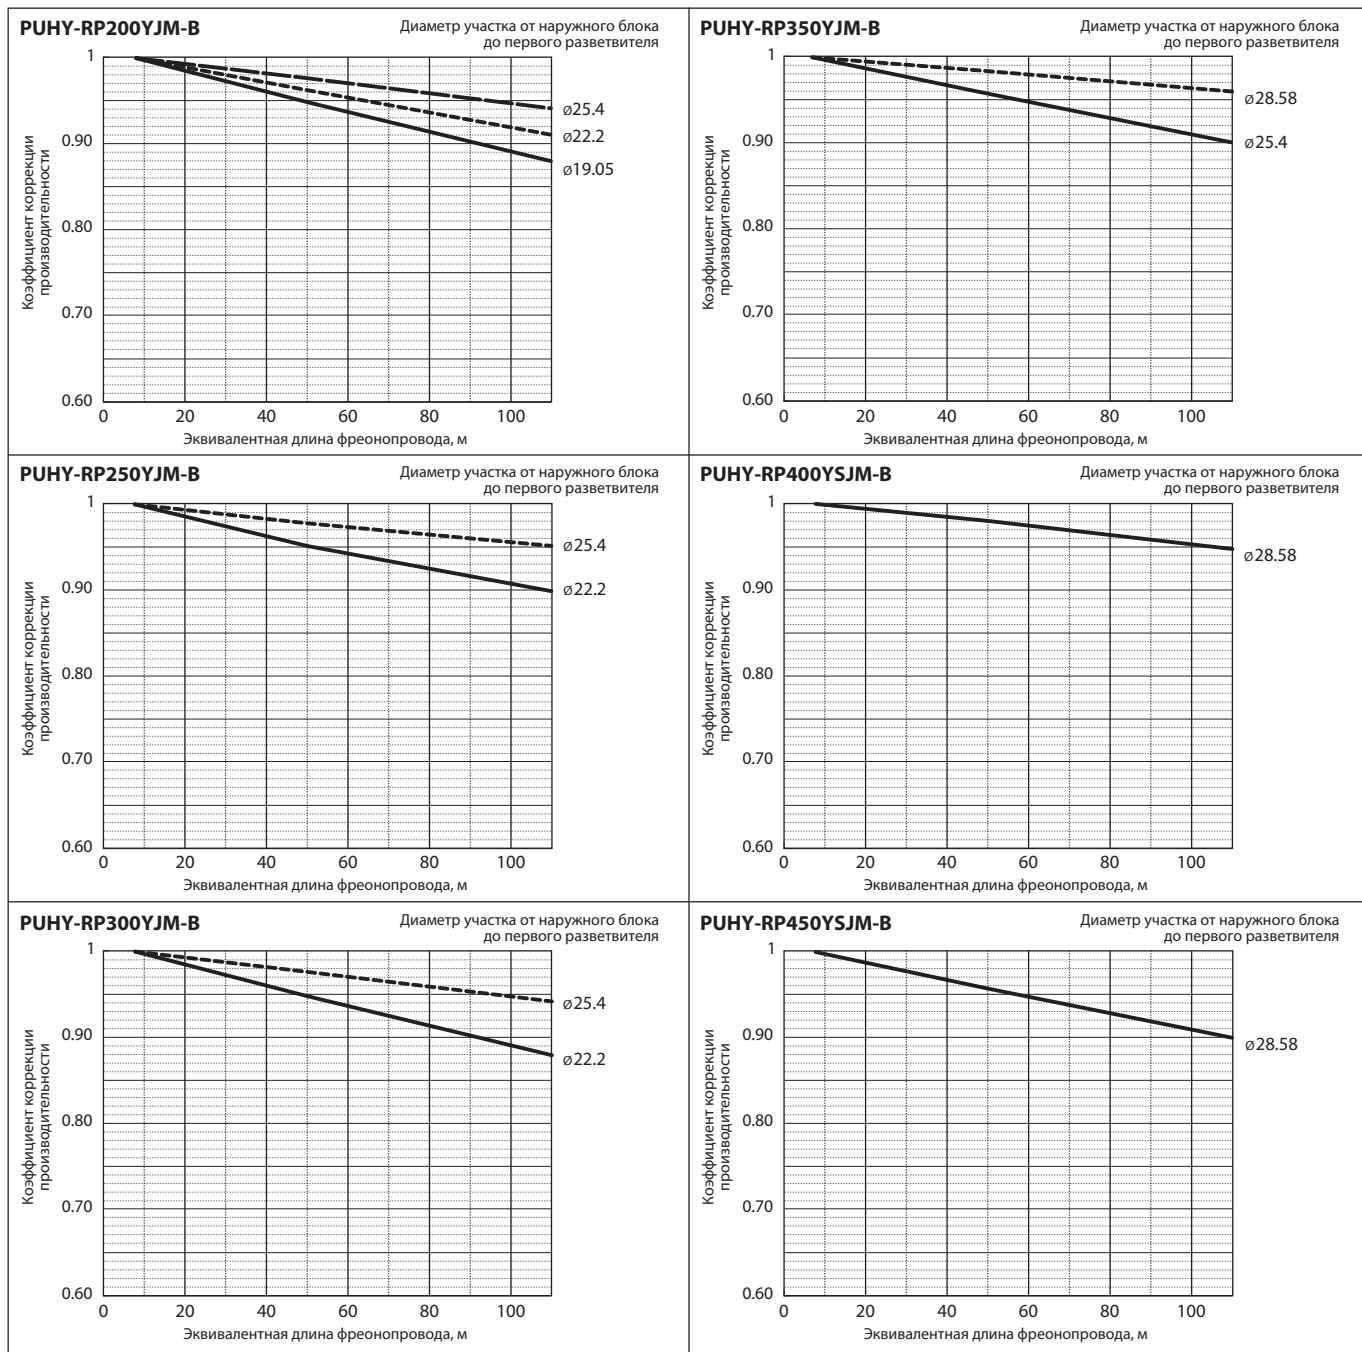 PUHY-RP200YJM-B
Диаметр участка от наружного блока
до первого разветвителя
Коэффициент коррекции
производительности
1
0.90
0.80
0.70
0.60
0 20 40 60 80 100
Эквивалентная длина фреонопровода, м
ø25.4
ø22.2
ø19.05
PUHY-RP350YJM-B
Диаметр участка от наружного блока
до первого разветвителя
Коэффициент коррекции
производительности
1
0.90
0.80
0.70
0.60
0 20 40 60 80 100
Эквивалентная длина фреонопровода, м
ø28.58
ø25.4
PUHY-RP250YJM-B
Диаметр участка от наружного блока
до первого разветвителя
Коэффициент коррекции
производительности
1
0.90
0.80
0.70
0.60
0 20 40 60 80 100
Эквивалентная длина фреонопровода, м
ø25.4
ø22.2
PUHY-RP400YSJM-B
Диаметр участка от наружного блока
до первого разветвителя
Коэффициент коррекции
производительности
1
0.90
0.80
0.70
0.60
0 20 40 60 80 100
Эквивалентная длина фреонопровода, м
ø28.58
PUHY-RP300YJM-B
Диаметр участка от наружного блока
до первого разветвителя
Коэффициент коррекции
производительности
1
0.90
0.80
0.70
0.60
0 20 40 60 80 100
Эквивалентная длина фреонопровода, м
ø25.4
ø22.2
PUHY-RP450YSJM-B
Диаметр участка от наружного блока
до первого разветвителя
Коэффициент коррекции
производительности
1
0.90
0.80
0.70
0.60
0 20 40 60 80 100
Эквивалентная длина фреонопровода, м
ø28.58